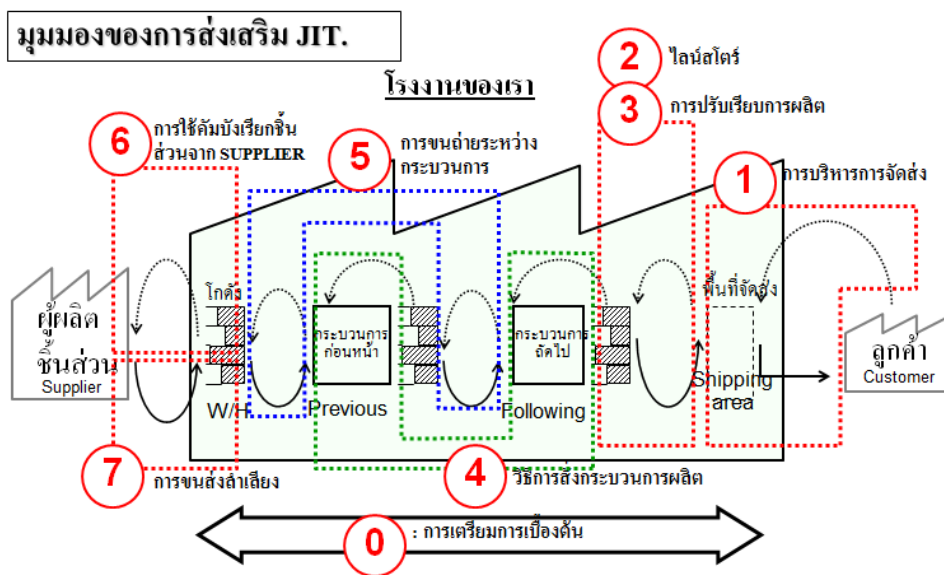 มุมมองของการส่งเสริม JIT.
2
ไลน์สโตร์
โรงงานของเรา
3
การปรับเรียบการผลิต
6
การใช้คัมบังเรียกชิ้น
ส่วนจาก SUPPLIER
5
การขนถ่ายระหว่าง
กระบวนการ
1
การบริหารการจัดส่ง
โกดัง
พื้นที่จัดส่ง
ผู้ผลิต
ชิ้นส่วน
Supplier
กระบวนการ
ก่อนหน้า
กระบวนการ
ถัดไป
ลูกค้า
Customer
W/H
Previous
Following
Shipping
area
7
การขนส่งลำเลียง
4
วิธีการสั่งกระบวนการผลิต
0
: การเตรียมการเบื้องต้น